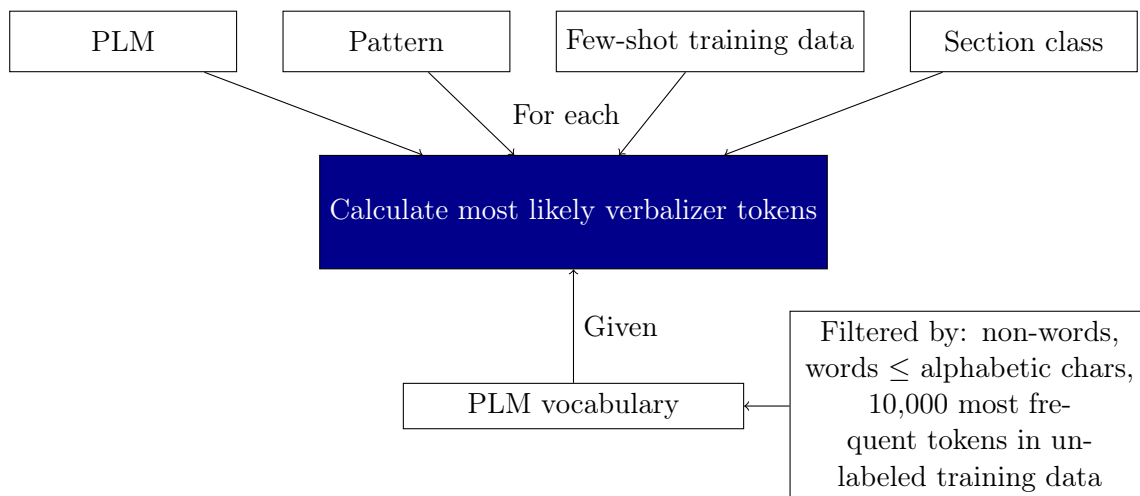 PLM
Pattern
Few-shot training data
Section class
For each
Calculate most likely verbalizer tokens
Given
PLM vocabulary
Filtered by: non-words,
words ≤ alphabetic chars,
10,000 most fre-
quent tokens in un-
labeled training data